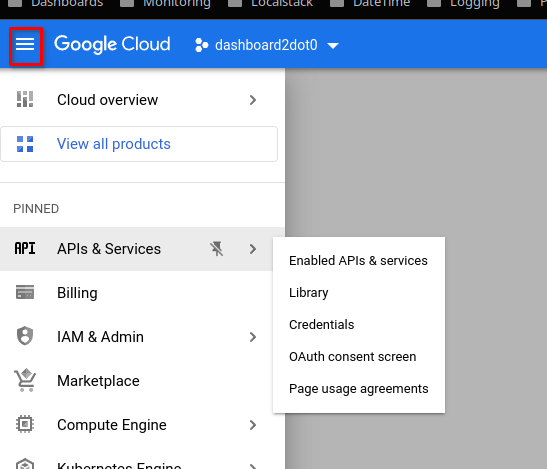 Dashboards Monitoring Localstack DateTime Logging
Google Cloud dashboard2dot0
Cloud overview
View all products
PINNED
API APIs & Services
Billing
IAM & Admin
Marketplace
Compute Engine
Kubernetes Engine
Enabled APIs & services
Library
Credentials
OAuth consent screen
Page usage agreements